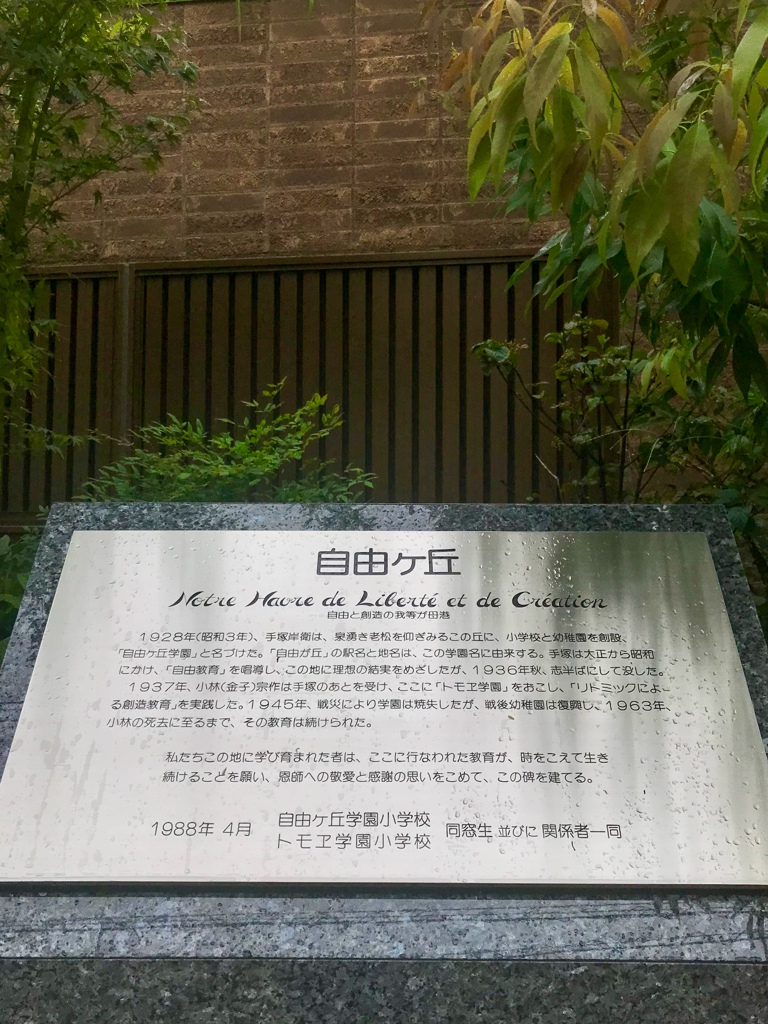 自由ヶ丘
Notre Havre de Liberté et de Création
自由と創造の我等が母港
1928年(昭和3年)、手塚岸衛は、泉湧き老松を仰ぎみるこの丘に、小学校と幼稚園を創設、
「自由ヶ丘学園」と名づけた。「自由が丘」の駅名と地名は、この学園名に由来する。手塚は大正から昭和
にかけ、「自由教育」を唱導し、この地に理想の結実をめざしたが、1936年秋、志半ばにして没した。
1937年、小林(金子)宗作は手塚のあとを受け、ここに「トモヱ学園」をおこし、「リトミックによ
る創造教育」を実践した。1945年、戦災により学園は焼失したが、戦後幼稚園は復興し、1963年、
小林の死去に至るまで、その教育は続けられた。
私たちこの地に学び育まれた者は、ここに行なわれた教育が、時をこえて生き
続けることを願い、恩師への敬愛と感謝の思いをこめて、この碑を建てる。
1988年 4月 自由ヶ丘学園小学校
トモヱ学園小学校 同窓生 並びに 関係者一同